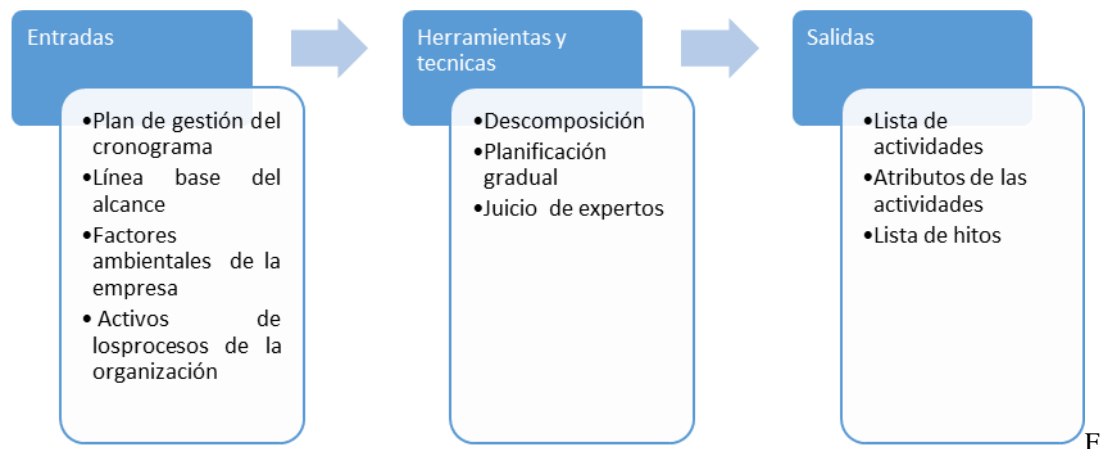 Entradas
•Plan de gestión del
cronograma
•Línea base del
alcance
•Factores
ambientales de la
empresa
• Activos de
losprocesos de la
organización
Herramientas y
tecnicas
•Descomposición
•Planificación
gradual
•Juicio de expertos
Salidas
•Lista de
actividades
•Atributos de las
actividades
•Lista de hitos
F